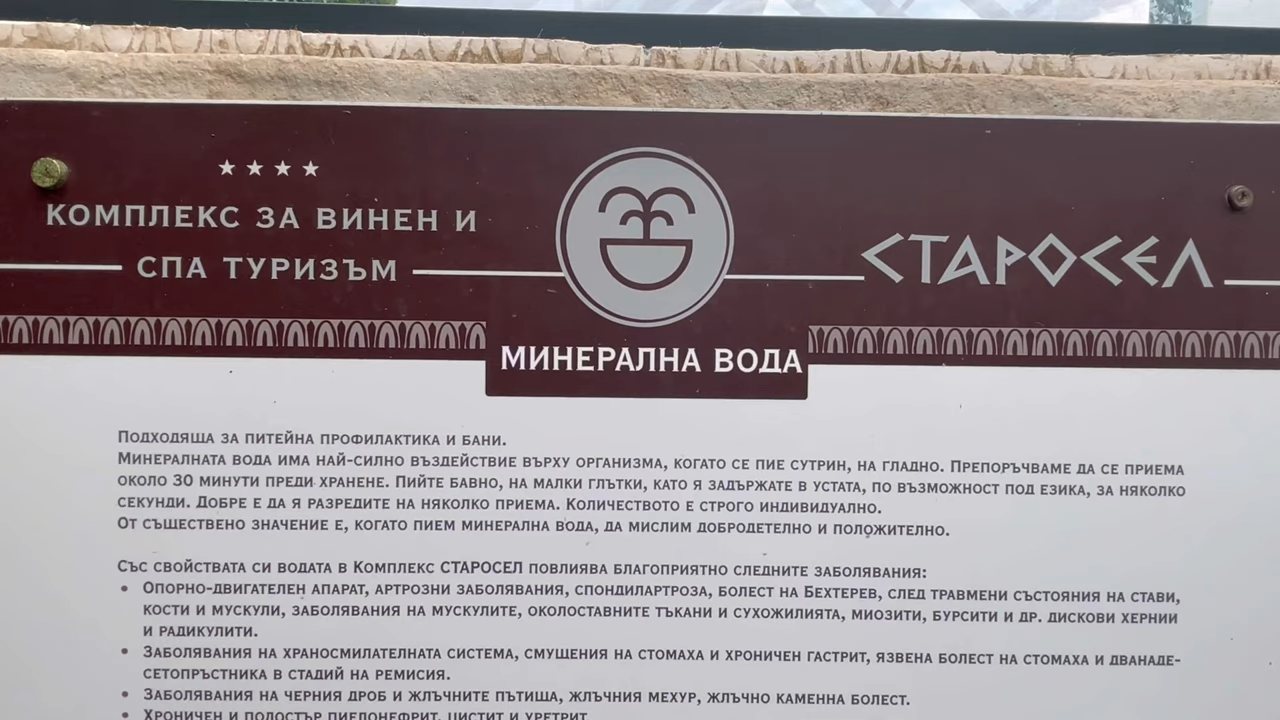 КОМПЛЕКС ЗА ВИНЕН И
СПА ТУРИЗЪМ
СТАРОСЕЛ
МИНЕРАЛНА ВОДА
Подходяща за питейна профилактика и бани.
Минералната вода има най-силно въздействие върху организма, когато се пие сутрин, на гладно. Препоръчваме да се приема
около 30 минути преди хранене. Пийте бавно, на малки глътки, като я задържате в устата, по възможност под езика, за няколко
секунди. Добре е да я разредите на няколко приема. Количеството е строго индивидуално.
От съществено значение е, когато пием минерална вода, да мислим добродетелно и положително.
Със свойствата си водата в Комплекс СТАРОСЕЛ повлиява благоприятно следните заболявания:
• Опорно-двигателен апарат, артрозни заболявания, спондилартроза, болест на Бехтерев, след травмени състояния на стави,
кости и мускули, заболявания на мускулите, околоставните тъкани и сухожилията, миозити, бурсити и др. дискови хернии
и радикулити.
• Заболявания на храносмилателната система, смущения на стомаха и хроничен гастрит, язвена болест на стомаха и дванаде-
сетопръстника в стадий на ремисия.
• Заболявания на черния дроб и жлъчните пътища, жлъчния мехур, жлъчно каменна болест.
• Хроничен и подостър пиелонефрит, цистит и уретрит